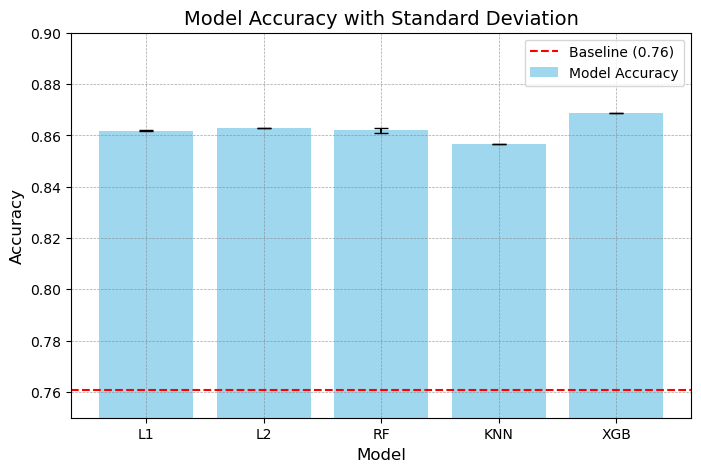 Model Accuracy with Standard Deviation
0.90
0.88
0.86
0.84
0.82
0.80
0.78
0.76
Accuracy
Baseline (0.76)
Model Accuracy
L1 L2 RF KNN XGB
Model